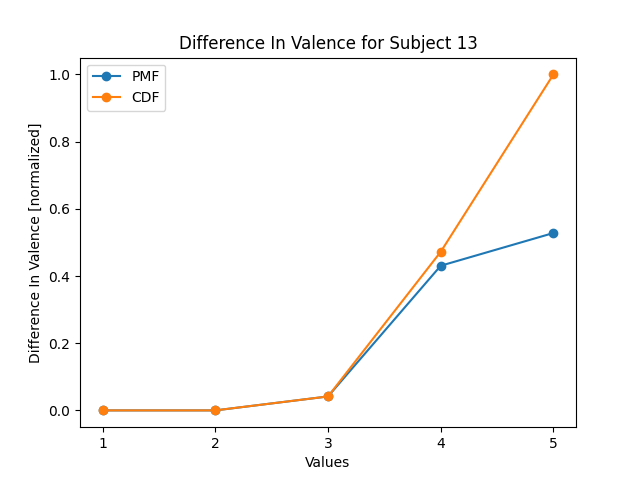 Difference In Valence for Subject 13
PMF
CDF
Difference In Valence [normalized]
1.0
0.8
0.6
0.4
0.2
0.0
1 2 3 4 5
Values